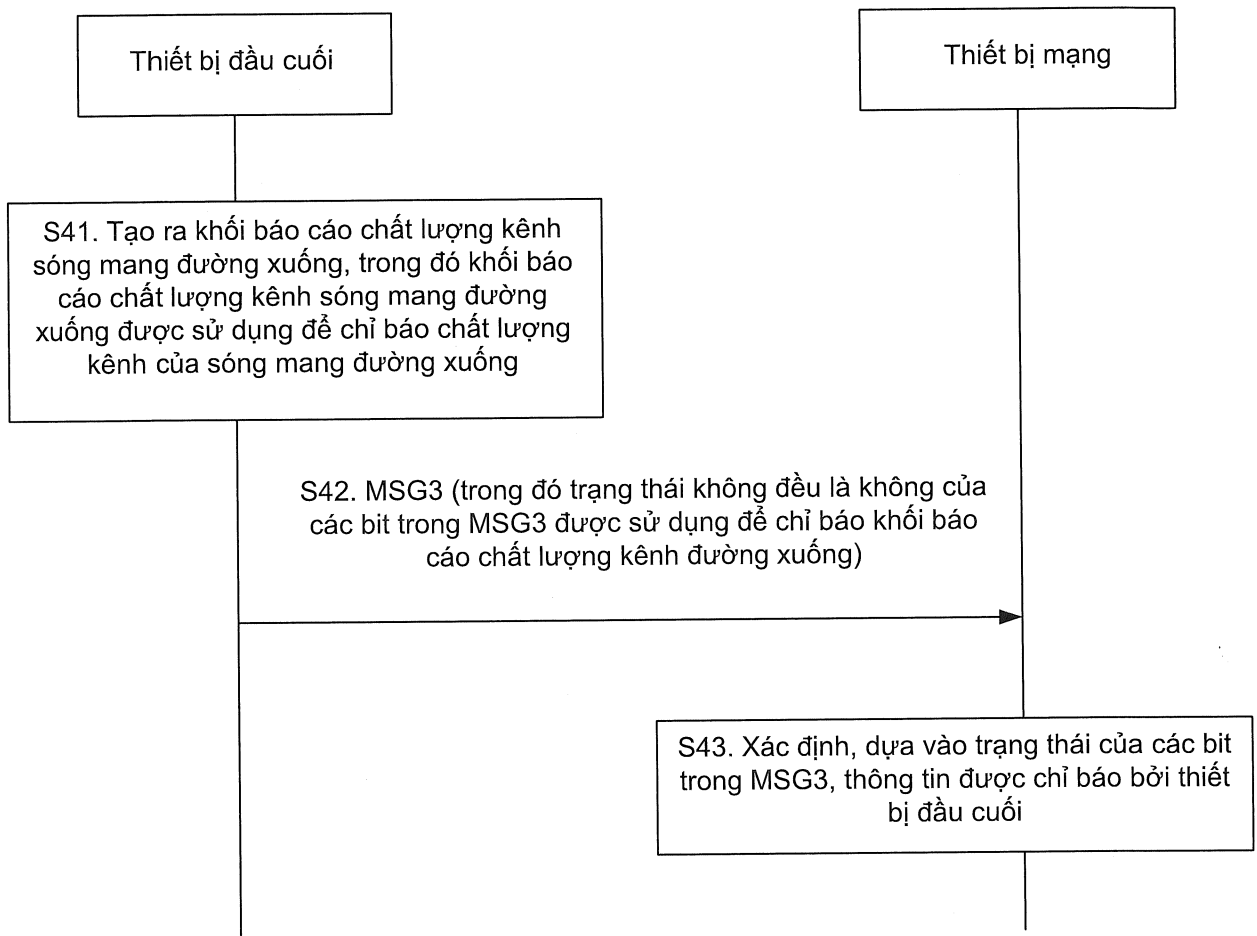 Thiết bị đầu cuối
Thiết bị mạng
S41. Tạo ra khối báo cáo chất lượng kênh
sóng mang đường xuống, trong đó khối báo
cáo chất lượng kênh sóng mang đường
xuống được sử dụng để chỉ báo chất lượng
kênh của sóng mang đường xuống
S42. MSG3 (trong đó trạng thái không đều là không của
các bit trong MSG3 được sử dụng để chỉ báo khối báo
cáo chất lượng kênh đường xuống)
S43. Xác định, dựa vào trạng thái của các bit
trong MSG3, thông tin được chỉ báo bởi thiết
bị đầu cuối